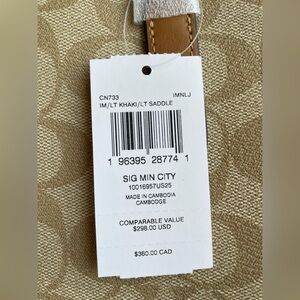 CN733 IMNLJ
IM/LT KHAKI/LT SADDLE
1 96395 28774 1
SIG MIN CITY
10016957US25
MADE IN CAMBODIA
CAMBODGE
COMPARABLE VALUE
$298.00 USD
$360.00 CAD